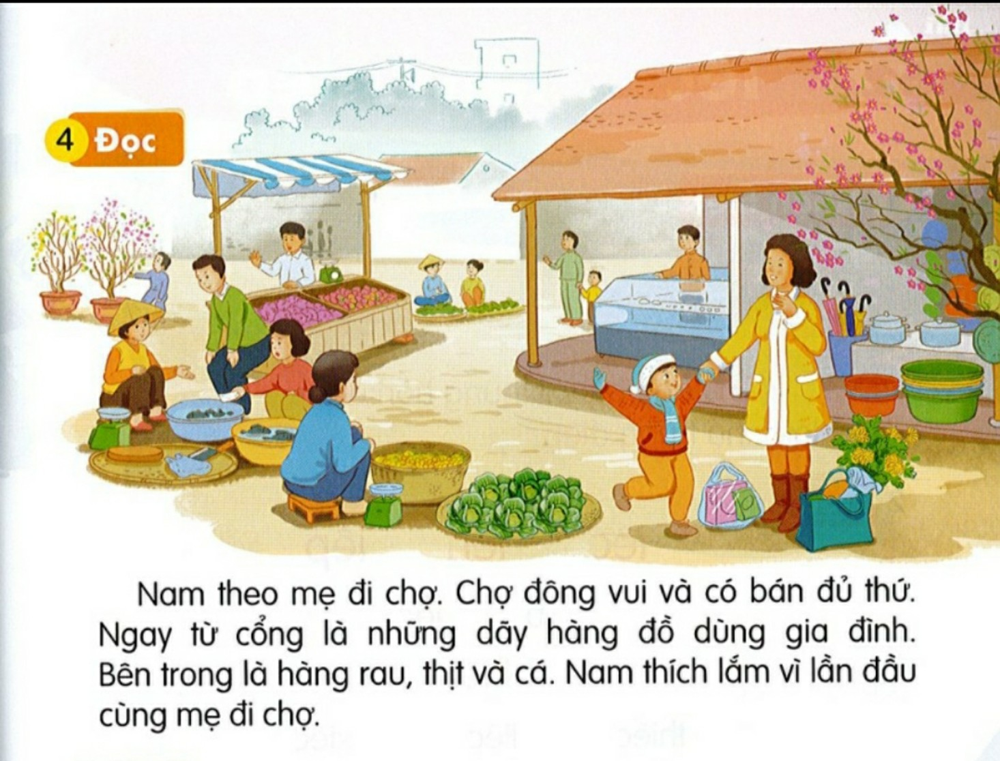 4 Đọc
Nam theo mẹ đi chợ. Chợ đông vui và có bán đủ thứ.
Ngay từ cổng là những dãy hàng đồ dùng gia đình.
Bên trong là hàng rau, thịt và cá. Nam thích lắm vì lần đầu
cùng mẹ đi chợ.